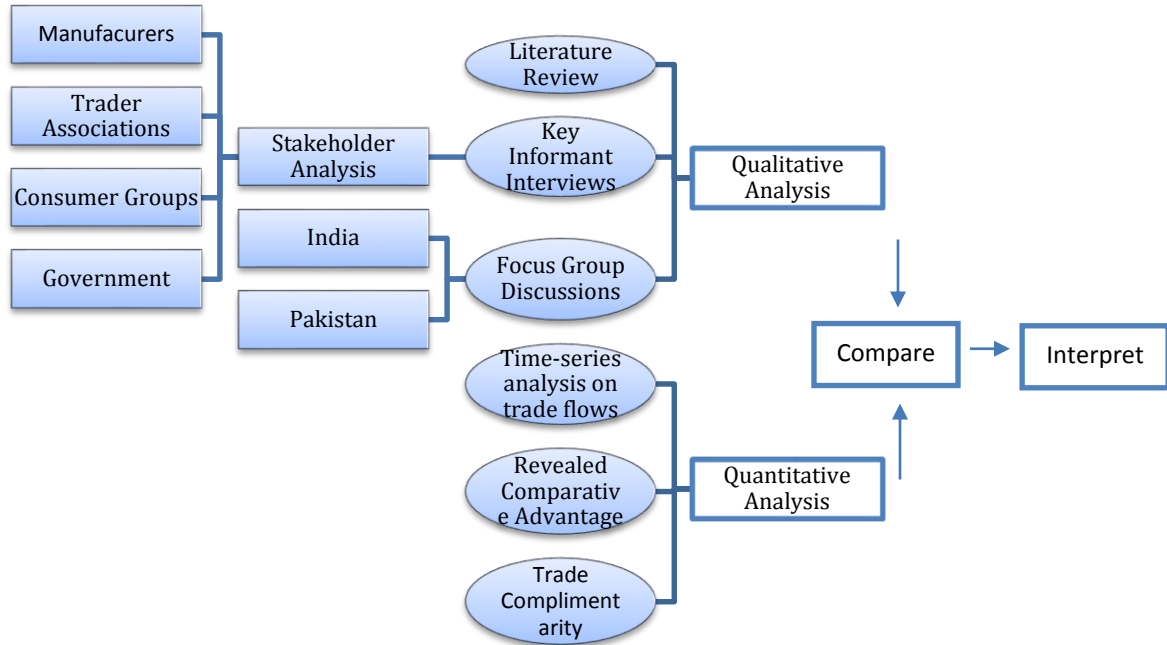 Manufacurers
Trader
Associations
Consumer Groups
Government
Stakeholder
Analysis
India
Pakistan
Literature
Review
Key
Informant
Interviews
Focus Group
Discussions
Time-series
analysis on
trade flows
Revealed
Comparativ
e Advantage
Trade
Compliment
arity
Qualitative
Analysis
Quantitative
Analysis
Compare
Interpret